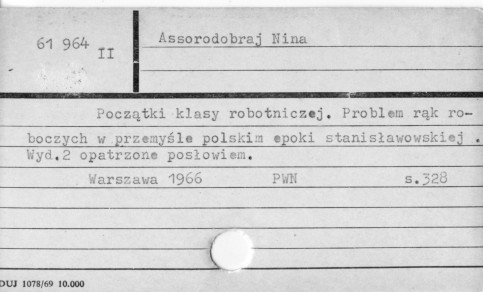 61 964 II
Assorodobraj Nina
Początki klasy robotniczej. Problem rąk ro-
boczych w przemyśle polskim epoki stanisławowskiej .
Wyd.2 opatrzone posłowiem.
Warszawa 1966 PWN s.328
DUJ 1078/69 10.000